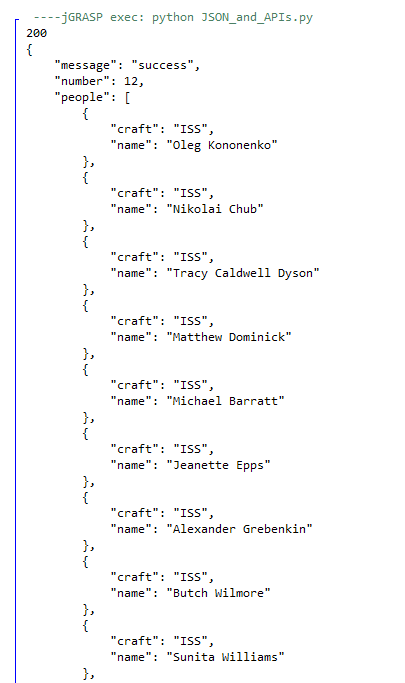 ----jGRASP exec: python JSON_and_APIs.py
200
{
    "message": "success",
    "number": 12,
    "people": [
        {
            "craft": "ISS",
            "name": "Oleg Kononenko"
        },
        {
            "craft": "ISS",
            "name": "Nikolai Chub"
        },
        {
            "craft": "ISS",
            "name": "Tracy Caldwell Dyson"
        },
        {
            "craft": "ISS",
            "name": "Matthew Dominick"
        },
        {
            "craft": "ISS",
            "name": "Michael Barratt"
        },
        {
            "craft": "ISS",
            "name": "Jeanette Epps"
        },
        {
            "craft": "ISS",
            "name": "Alexander Grebenkin"
        },
        {
            "craft": "ISS",
            "name": "Butch Wilmore"
        },
        {
            "craft": "ISS",
            "name": "Sunita Williams"
        },